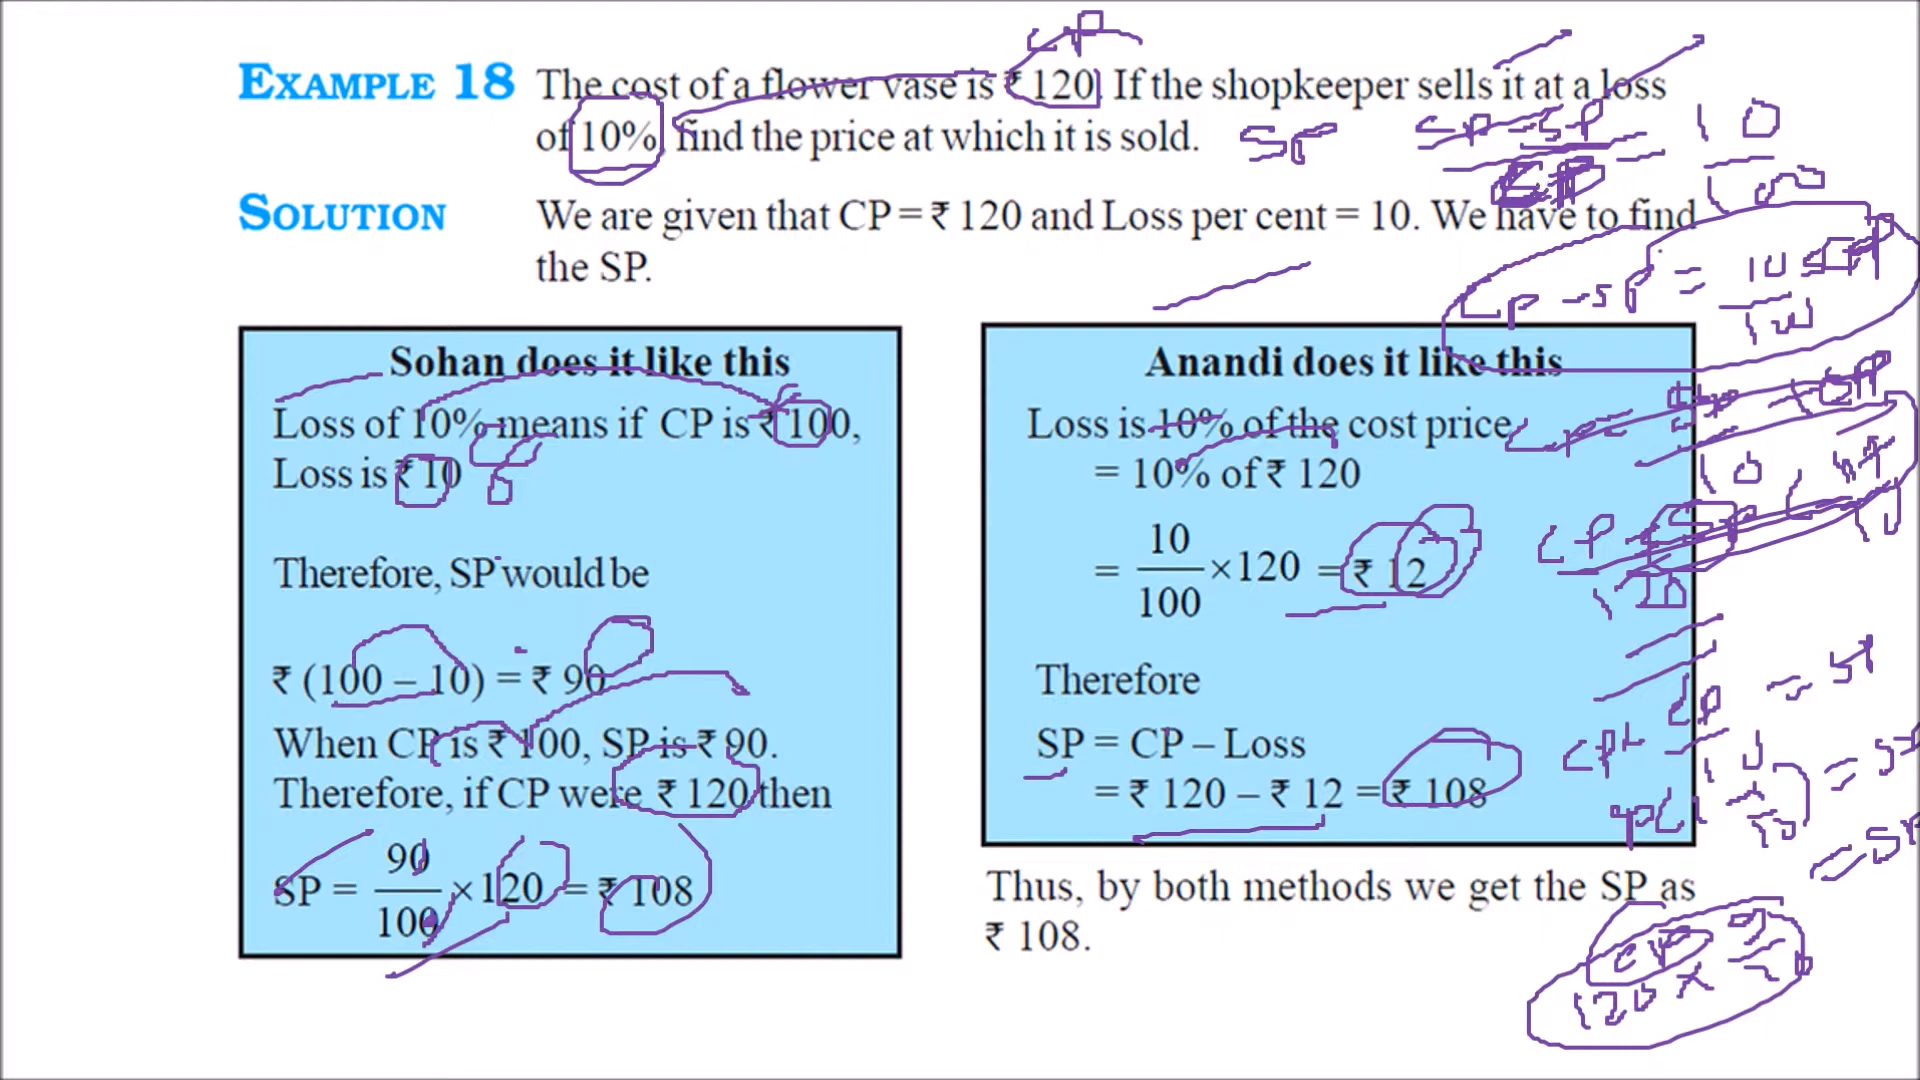 EXAMPLE 18 The cost of a flower vase is ₹ 120. If the shopkeeper sells it at a loss
of 10%, find the price at which it is sold.
SOLUTION We are given that CP = ₹ 120 and Loss per cent = 10. We have to find
the SP.
Sohan does it like this
Loss of 10% means if CP is ₹ 100,
Loss is ₹ 10
Therefore, SP would be
₹ (100 – 10) = ₹ 90
When CP is ₹ 100, SP is ₹ 90.
Therefore, if CP were ₹ 120 then
SP = 90/100 × 120 = ₹ 108
Anandi does it like this
Loss is 10% of the cost price
= 10% of ₹ 120
= 10/100 × 120 = ₹ 12
Therefore
SP = CP – Loss
= ₹ 120 – ₹ 12 = ₹ 108
Thus, by both methods we get the SP as
₹ 108.
CP
SP